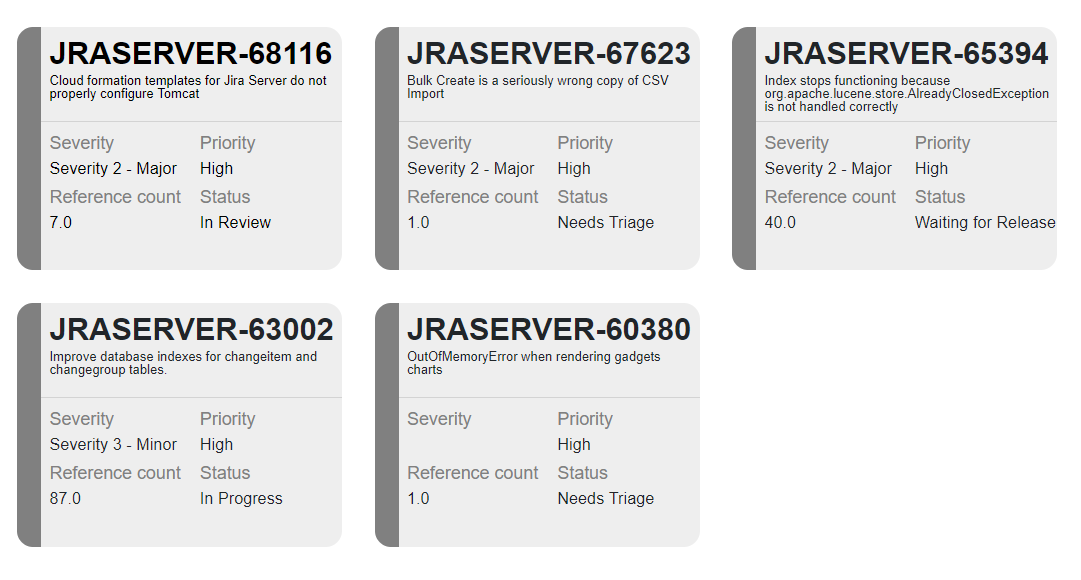 JRASERVER-68116
Cloud formation templates for Jira Server do not
properly configure Tomcat
Severity Priority
Severity 2 - Major High
Reference count Status
7.0 In Review
JRASERVER-67623
Bulk Create is a seriously wrong copy of CSV
Import
Severity Priority
Severity 2 - Major High
Reference count Status
1.0 Needs Triage
JRASERVER-65394
Index stops functioning because
org.apache.lucene.store.AlreadyClosedException
is not handled correctly
Severity Priority
Severity 2 - Major High
Reference count Status
40.0 Waiting for Release
JRASERVER-63002
Improve database indexes for changeitem and
changegroup tables.
Severity Priority
Severity 3 - Minor High
Reference count Status
87.0 In Progress
JRASERVER-60380
OutOfMemoryError when rendering gadgets
charts
Severity Priority
High
Reference count Status
1.0 Needs Triage